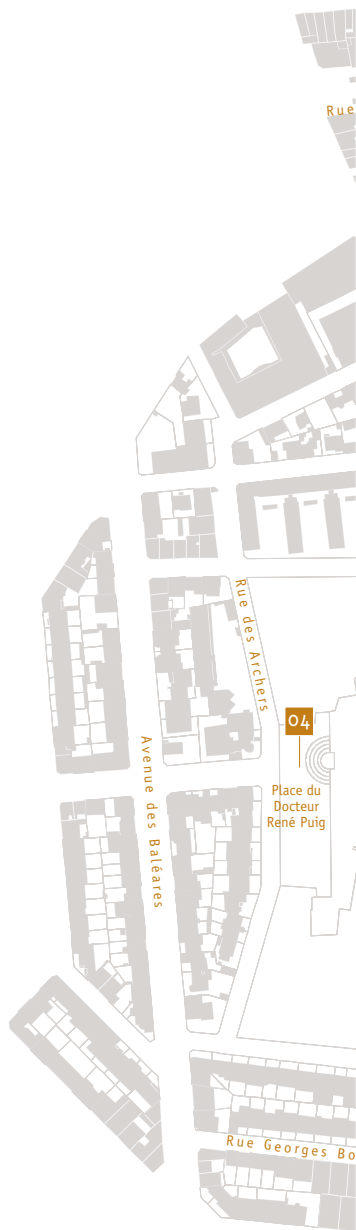 Rue
Rue des Archers
04
Avenue des Baléares
Place du
Docteur
René Puig
Rue Georges Bo